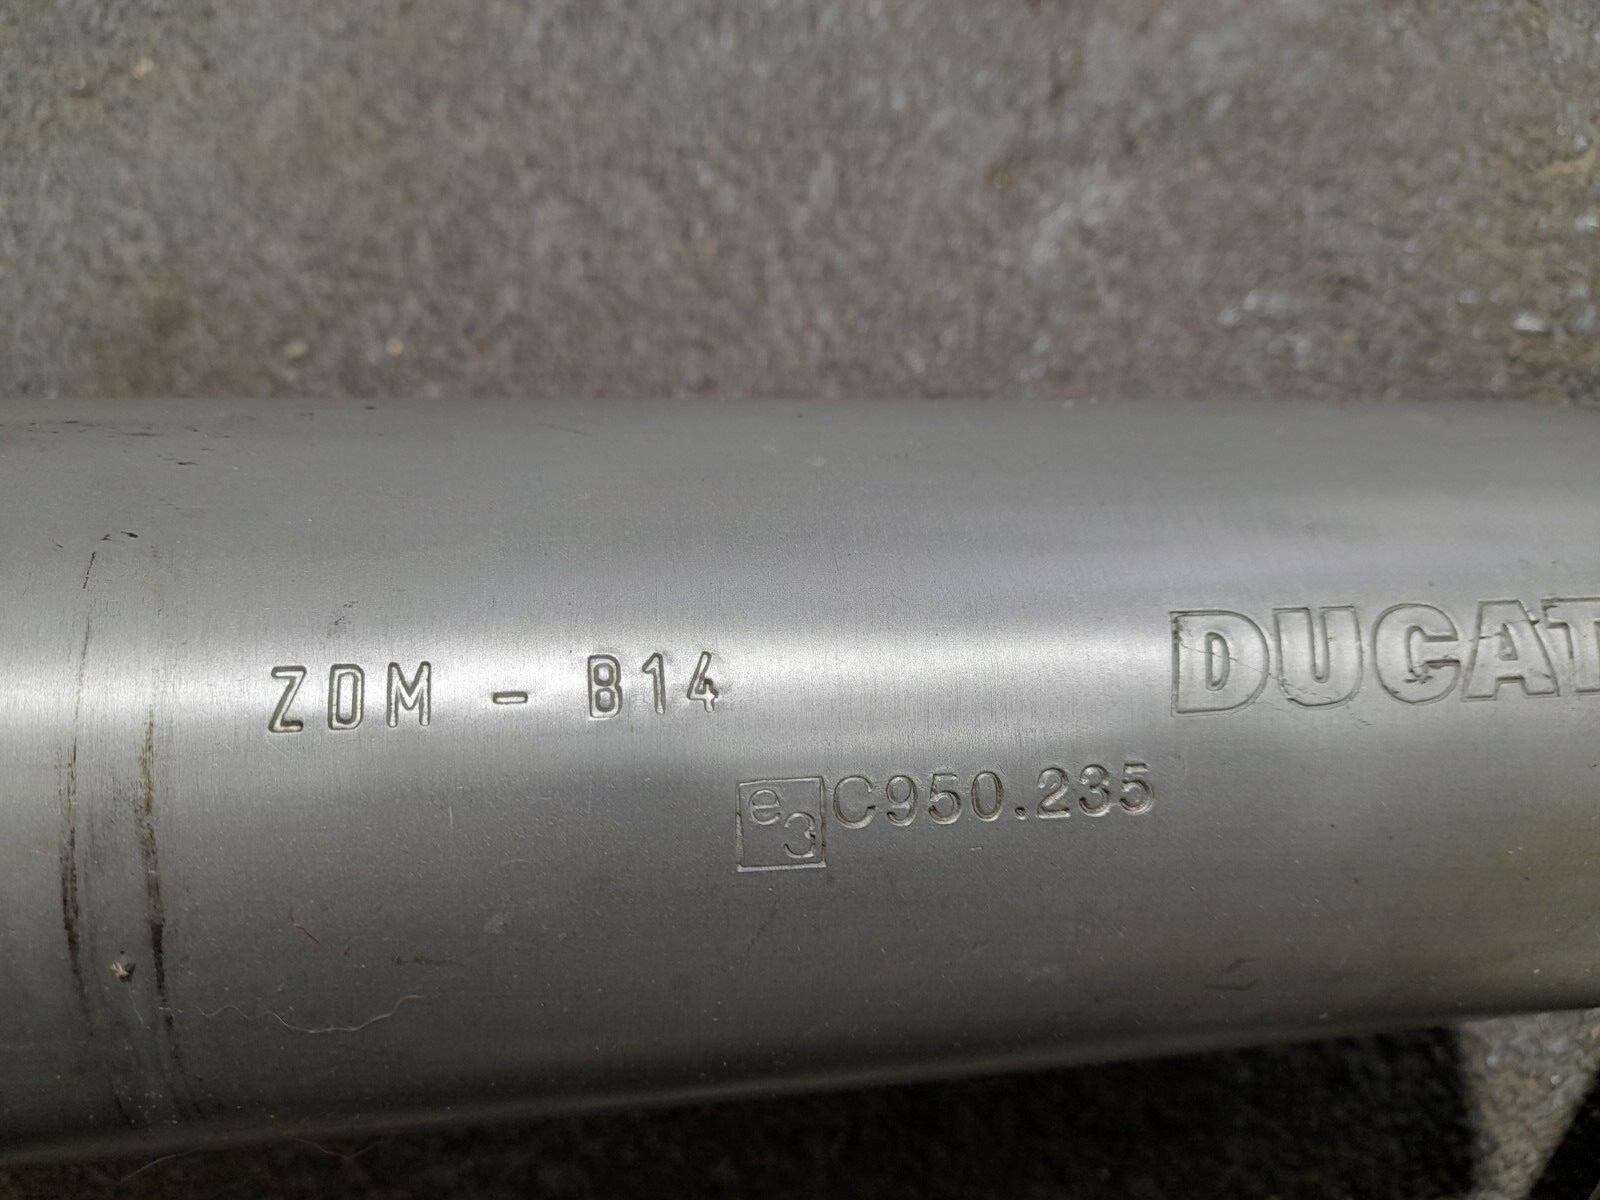 ZDM - B14
DUCAT
e3 C950.235